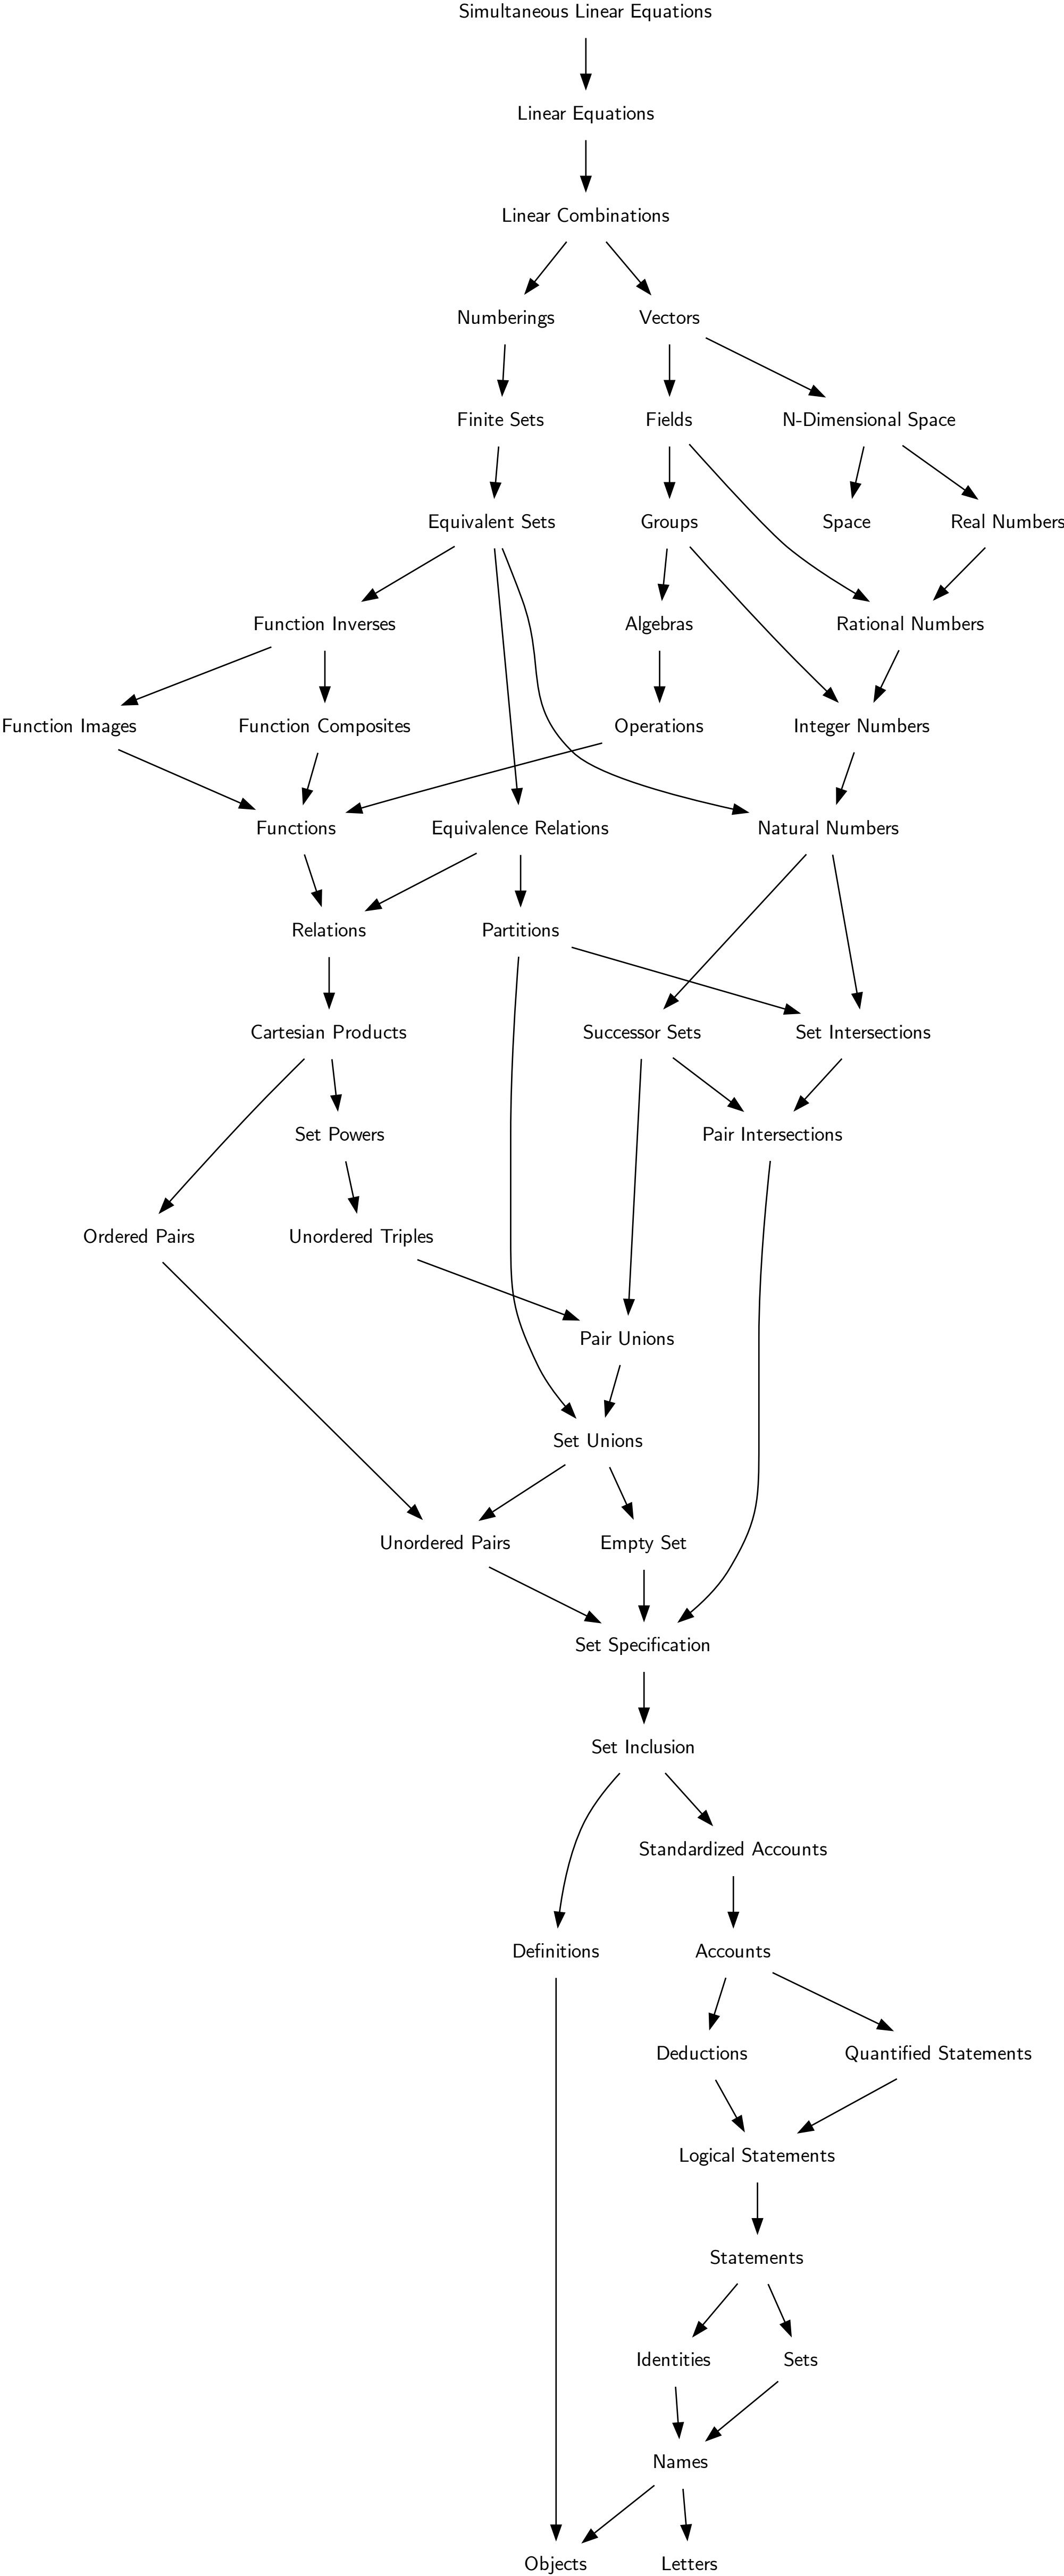 Simultaneous Linear Equations
Linear Equations
Linear Combinations
Numberings
Vectors
Finite Sets
Fields
N-Dimensional Space
Equivalent Sets
Groups
Space
Real Numbers
Function Inverses
Algebras
Rational Numbers
Function Images
Function Composites
Operations
Integer Numbers
Functions
Equivalence Relations
Natural Numbers
Relations
Partitions
Cartesian Products
Successor Sets
Set Intersections
Set Powers
Pair Intersections
Ordered Pairs
Unordered Triples
Pair Unions
Set Unions
Unordered Pairs
Empty Set
Set Specification
Set Inclusion
Standardized Accounts
Definitions
Accounts
Deductions
Quantified Statements
Logical Statements
Statements
Identities
Sets
Names
Objects
Letters